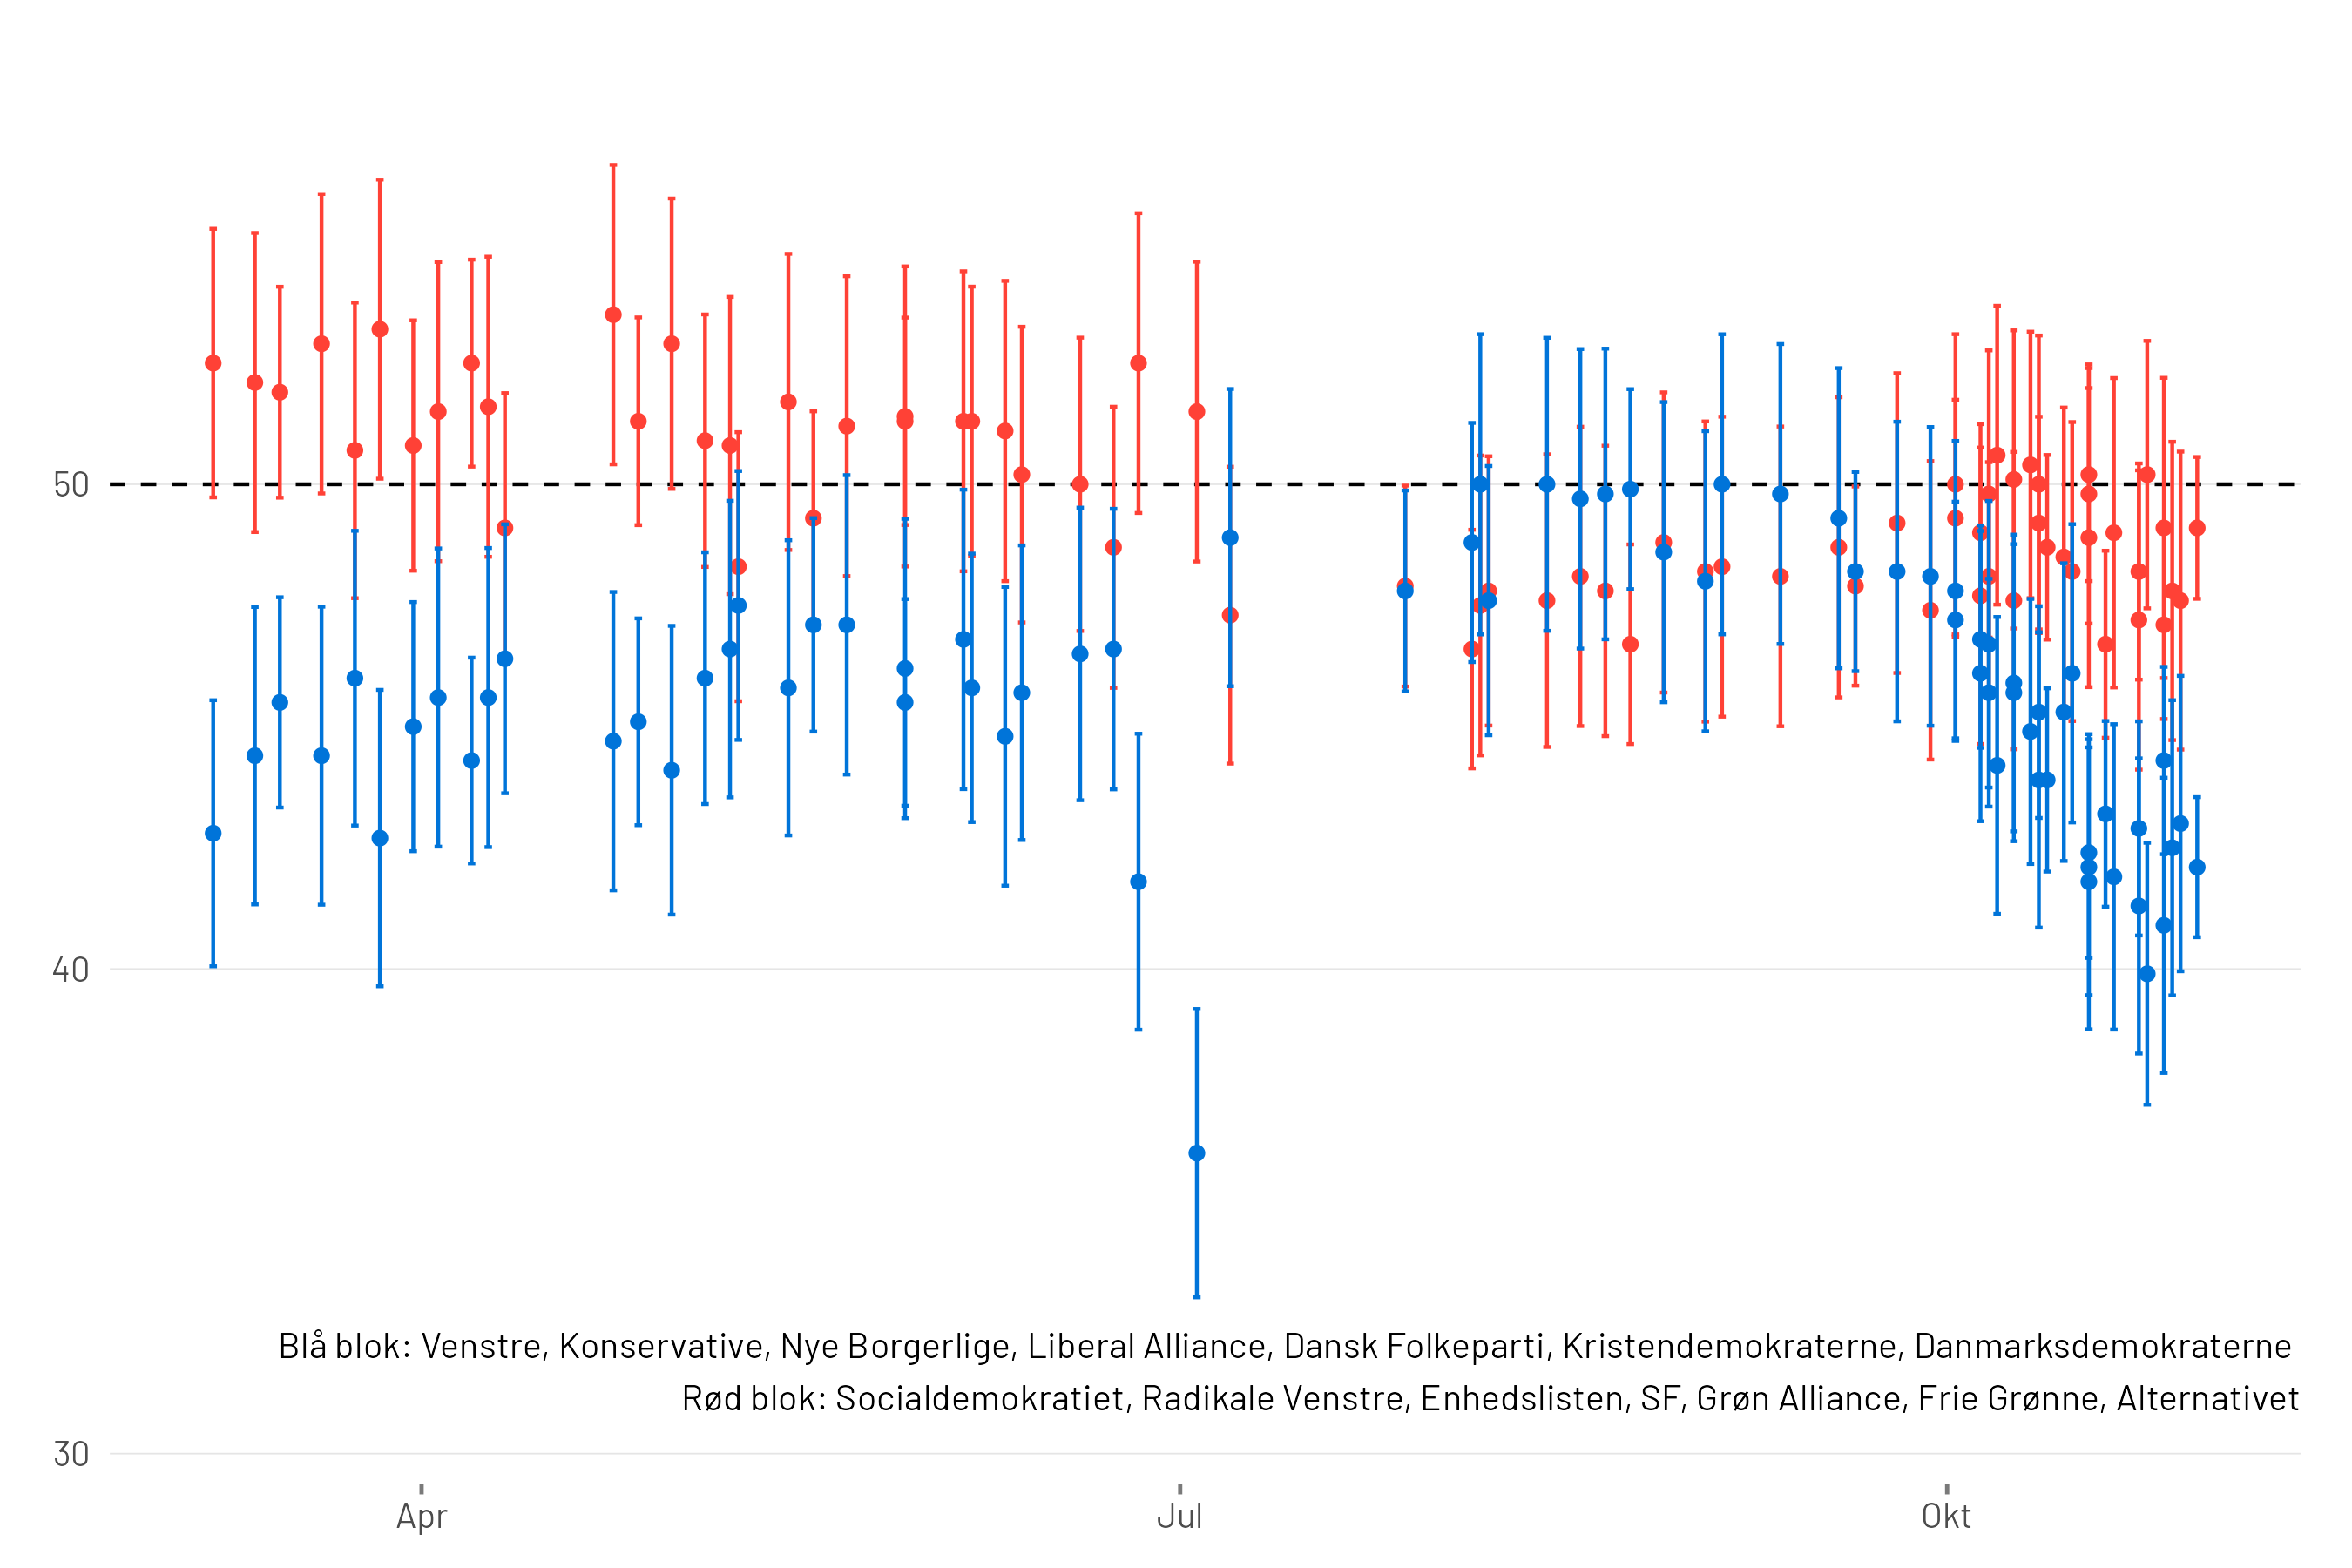 50
40
Blå blok: Venstre, Konservative, Nye Borgerlige, Liberal Alliance, Dansk Folkeparti, Kristendemokraterne, Danmarksdemokraterne
Rød blok: Socialdemokratiet, Radikale Venstre, Enhedslisten, SF, Grøn Alliance, Frie Grønne, Alternativet
30
Apr Jul Okt